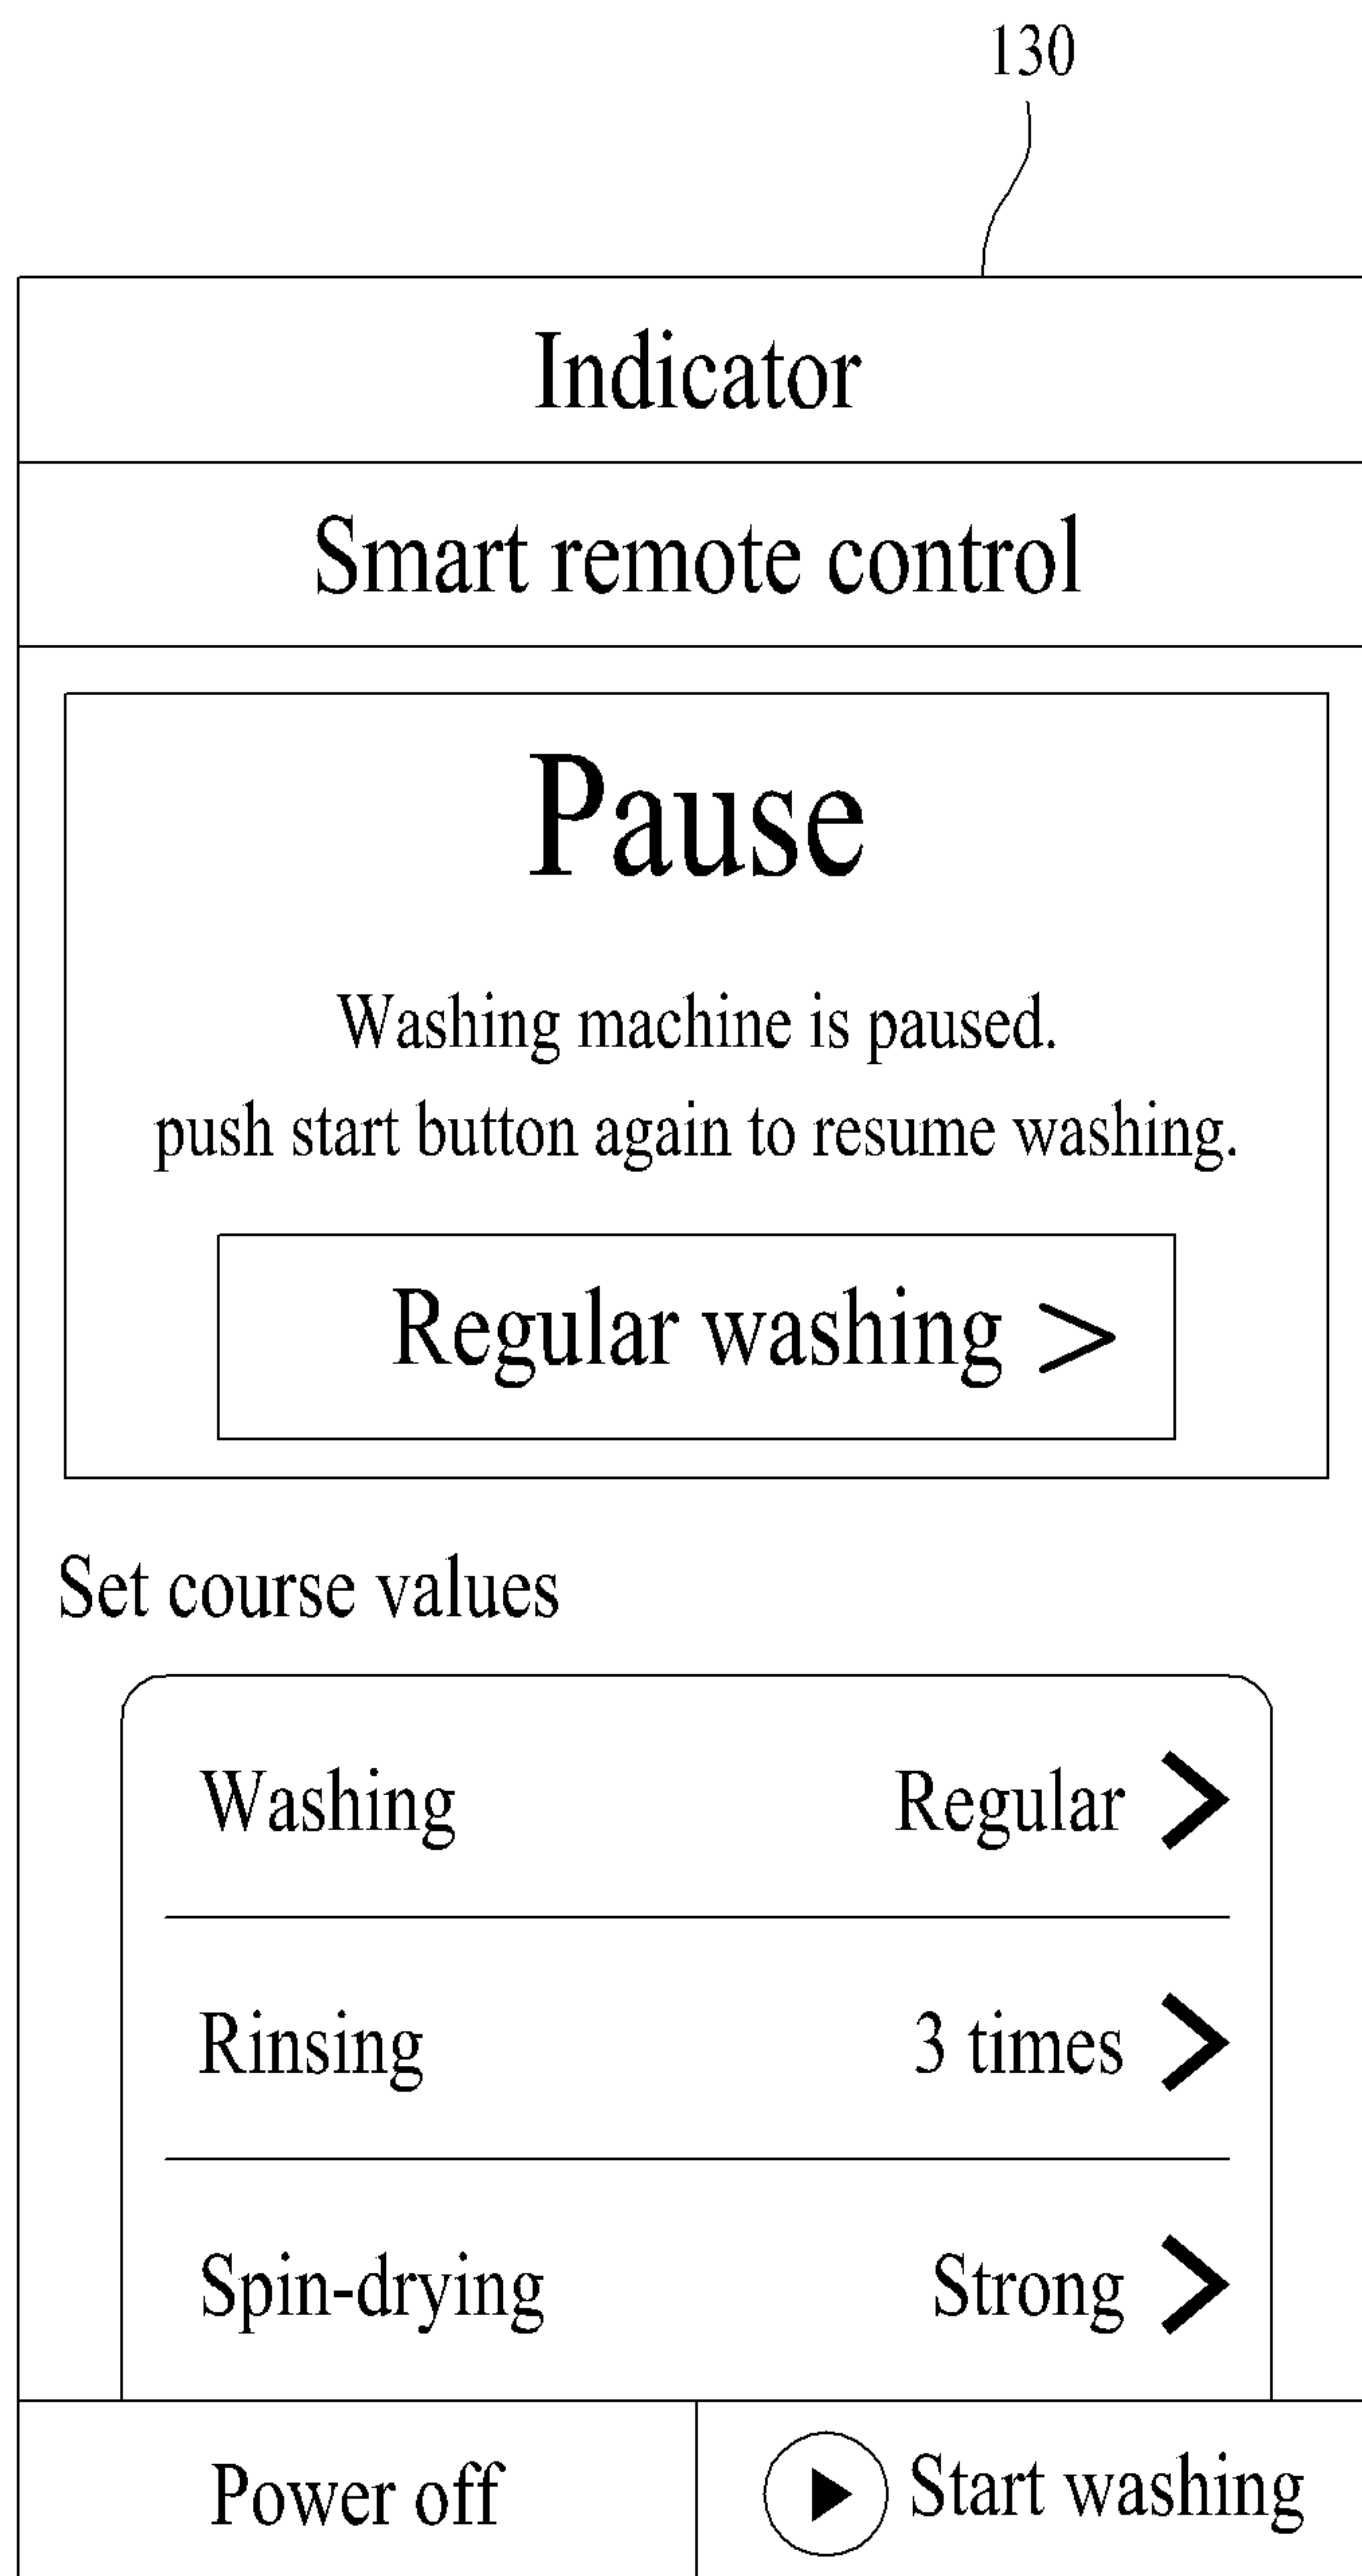 130
Indicator
Smart remote control
Pause
Washing machine is paused.
push start button again to resume washing.
Regular washing >
Set course values
Washing Regular >
Rinsing 3 times >
Spin-drying Strong >
Power off Start washing